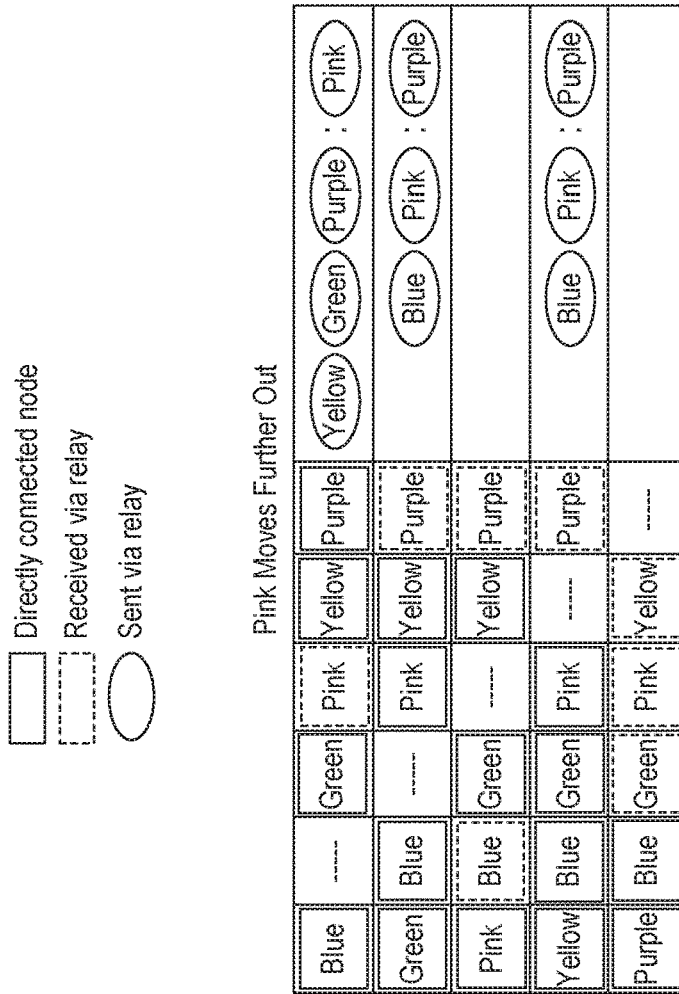 Directly connected node
Received via relay
Sent via relay
Pink Moves Further Out
Blue ----- Green Pink Yellow Purple Yellow Green Purple : Pink
Green Blue ----- Pink Yellow Purple Blue Pink : Purple
Pink Blue Green ----- Yellow Purple
Yellow Blue Green Pink ----- Purple Blue Pink : Purple
Purple Blue Green Pink Yellow -----